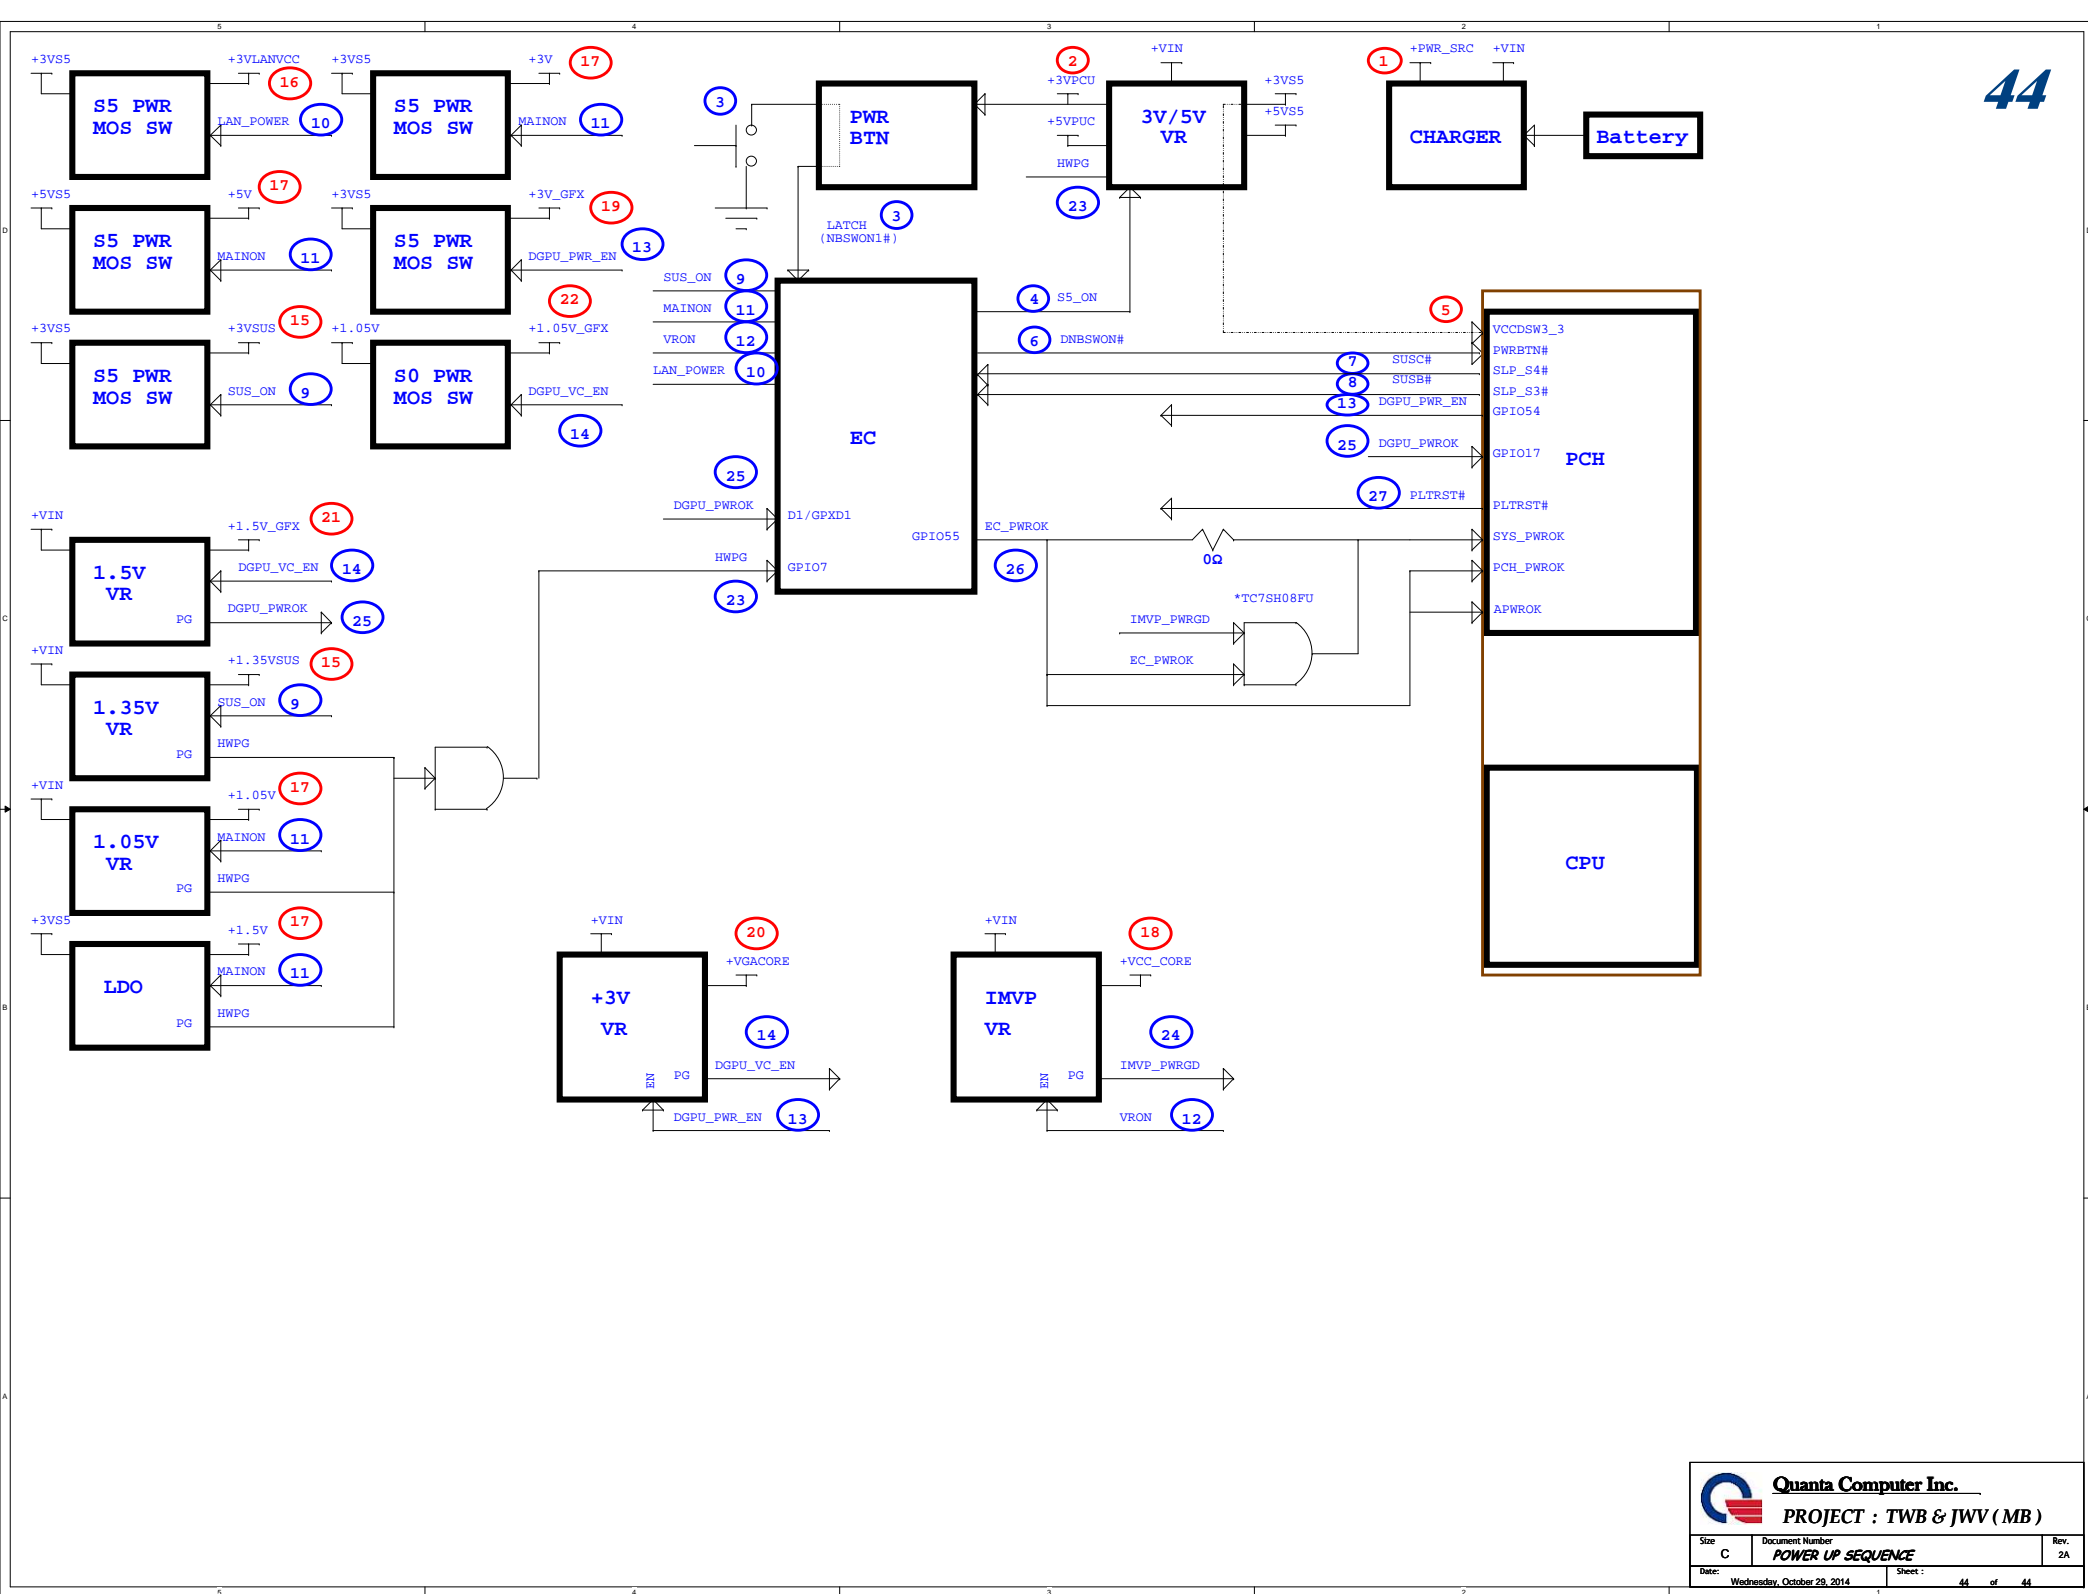 5 4 3 2 1
44
+3VS5
+3VLANVCC
16
S5 PWR
MOS SW
LAN_POWER
10
+3VS5
+3V
17
S5 PWR
MOS SW
MAINON
11
+5VS5
+5V
17
S5 PWR
MOS SW
MAINON
11
+3VS5
+3V_GFX
19
13
S5 PWR
MOS SW
DGPU_PWR_EN
22
+3VS5
+3VSUS
15
S5 PWR
MOS SW
SUS_ON
9
+1.05V
+1.05V_GFX
S0 PWR
MOS SW
DGPU_VC_EN
14
3
PWR
BTN
LATCH
(NBSWON1#)
3
2
+3VPCU
+5VPUC
HWPG
23
+VIN
3V/5V
VR
+3VS5
+5VS5
1
+PWR_SRC
+VIN
CHARGER
Battery
SUS_ON
9
MAINON
11
VRON
12
LAN_POWER
10
EC
4
S5_ON
6
DNBSWON#
7
SUSC#
8
SUSB#
13
DGPU_PWR_EN
25
DGPU_PWROK
27
PLTRST#
5
VCCDSW3_3
PWRBTN#
SLP_S4#
SLP_S3#
GPIO54
GPIO17
PCH
PLTRST#
SYS_PWROK
PCH_PWROK
APWROK
25
DGPU_PWROK
D1/GPXD1
GPIO55
HWPG
GPIO7
23
EC_PWROK
26
0Ω
*TC7SH08FU
IMVP_PWRGD
EC_PWROK
CPU
+VIN
+1.5V_GFX
21
1.5V
VR
DGPU_VC_EN
14
DGPU_PWROK
PG
25
+VIN
+1.35VSUS
15
1.35V
VR
SUS_ON
9
HWPG
PG
+VIN
+1.05V
17
1.05V
VR
MAINON
11
HWPG
PG
+3VS5
+1.5V
17
LDO
MAINON
11
HWPG
PG
+VIN
20
+VGACORE
+3V
VR
14
DGPU_VC_EN
EN
PG
DGPU_PWR_EN
13
+VIN
18
+VCC_CORE
IMVP
VR
24
IMVP_PWRGD
EN
PG
VRON
12
D
C
B
A
Quanta Computer Inc.
PROJECT : TWB & JWV ( MB )
Size
C
Document Number
POWER UP SEQUENCE
Rev.
2A
Date:
Wednesday, October 29, 2014
Sheet :
44 of 44
5 4 3 2 1